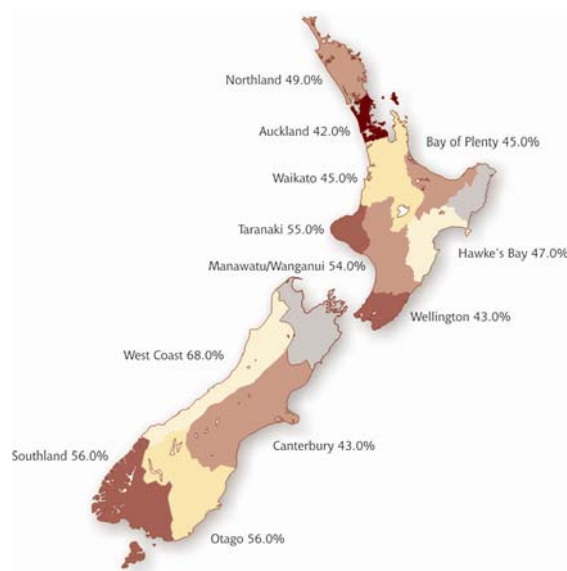 Northland 49.0%
Auckland 42.0%
Bay of Plenty 45.0%
Waikato 45.0%
Taranaki 55.0%
Hawke's Bay 47.0%
Manawatu/Wanganui 54.0%
Wellington 43.0%
West Coast 68.0%
Canterbury 43.0%
Southland 56.0%
Otago 56.0%